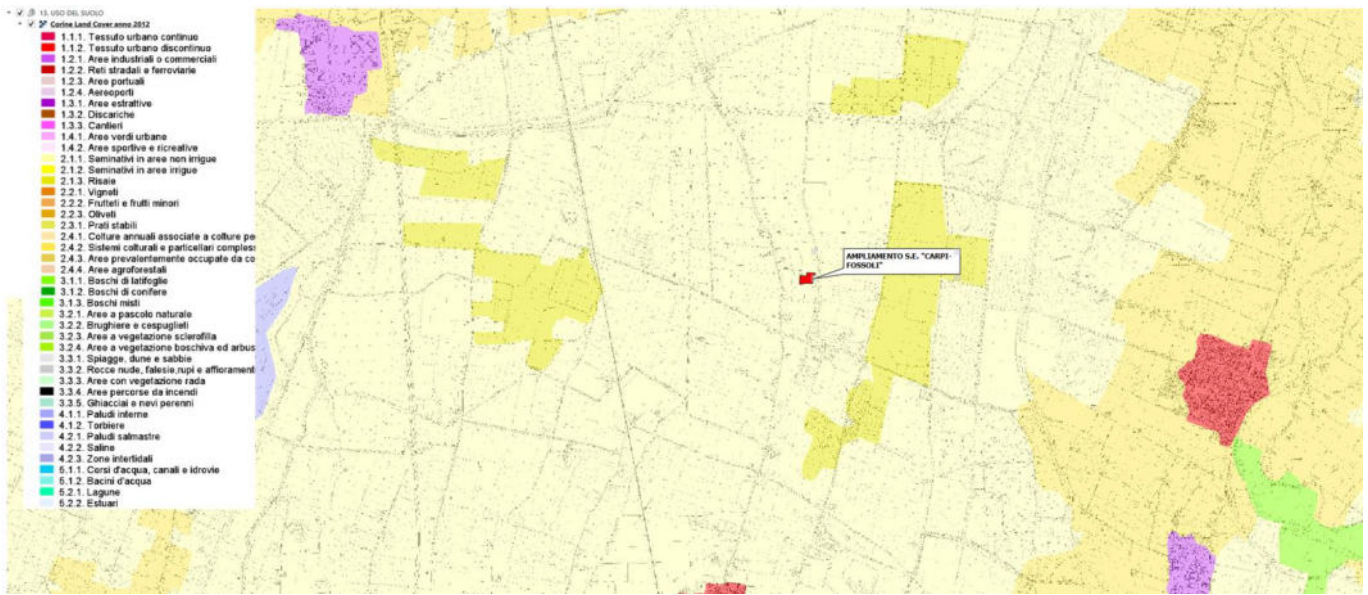 13. USO DEL SUOLO
Corine Land Cover anno 2012
1.1.1. Tessuto urbano continuo
1.1.2. Tessuto urbano discontinuo
1.2.1. Aree industriali o commerciali
1.2.2. Reti stradali e ferroviarie
1.2.3. Aree portuali
1.2.4. Aereoporti
1.3.1. Aree estrattive
1.3.2. Discariche
1.3.3. Cantieri
1.4.1. Aree verdi urbane
1.4.2. Aree sportive e ricreative
2.1.1. Seminativi in aree non irrigue
2.1.2. Seminativi in aree irrigue
2.1.3. Risaie
2.2.1. Vigneti
2.2.2. Frutteti e frutti minori
2.2.3. Oliveti
2.3.1. Prati stabili
2.4.1. Colture annuali associate a colture pe
2.4.2. Sistemi colturali e particellari comples
2.4.3. Aree prevalentemente occupate da co
2.4.4. Aree agroforestali
3.1.1. Boschi di latifoglie
3.1.2. Boschi di conifere
3.1.3. Boschi misti
3.2.1. Aree a pascolo naturale
3.2.2. Brughiere e cespuglieti
3.2.3. Aree a vegetazione sclerofilla
3.2.4. Aree a vegetazione boschiva ed arbus
3.3.1. Spiagge, dune e sabbie
3.3.2. Rocce nude, falesie,rupi e affiorament
3.3.3. Aree con vegetazione rada
3.3.4. Aree percorse da incendi
3.3.5. Ghiacciai e nevi perenni
4.1.1. Paludi interne
4.1.2. Torbiere
4.2.1. Paludi salmastre
4.2.2. Saline
4.2.3. Zone intertidali
5.1.1. Corsi d'acqua, canali e idrovie
5.1.2. Bacini d'acqua
5.2.1. Lagune
5.2.2. Estuari
AMPLIAMENTO S.E. "CARPI-
FOSSOLI"